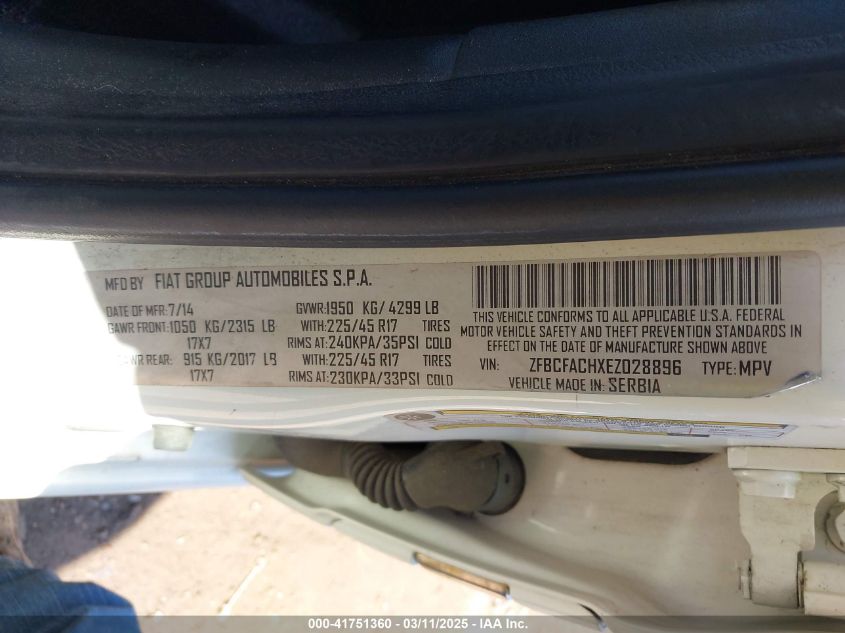 MFD BY FIAT GROUP AUTOMOBILES S.P.A.
DATE OF MFR:7/14 GVWR:1950 KG/ 4299 LB
GAWR FRONT:1050 KG/2315 LB WITH:225/45 R17 TIRES
17X7 RIMS AT:240KPA/35PSI COLD
REAR: 915 KG/2017 LB WITH:225/45 R17 TIRES
17X7 RIMS AT:230KPA/33PSI COLD
THIS VEHICLE CONFORMS TO ALL APPLICABLE U.S.A. FEDERAL
MOTOR VEHICLE SAFETY AND THEFT PREVENTION STANDARDS IN
EFFECT ON THE DATE OF MANUFACTURE SHOWN ABOVE
VIN: ZFBCFACHXEZ028896 TYPE: MPV
VEHICLE MADE IN: SERBIA
000-41751360 - 03/11/2025 - IAA Inc.